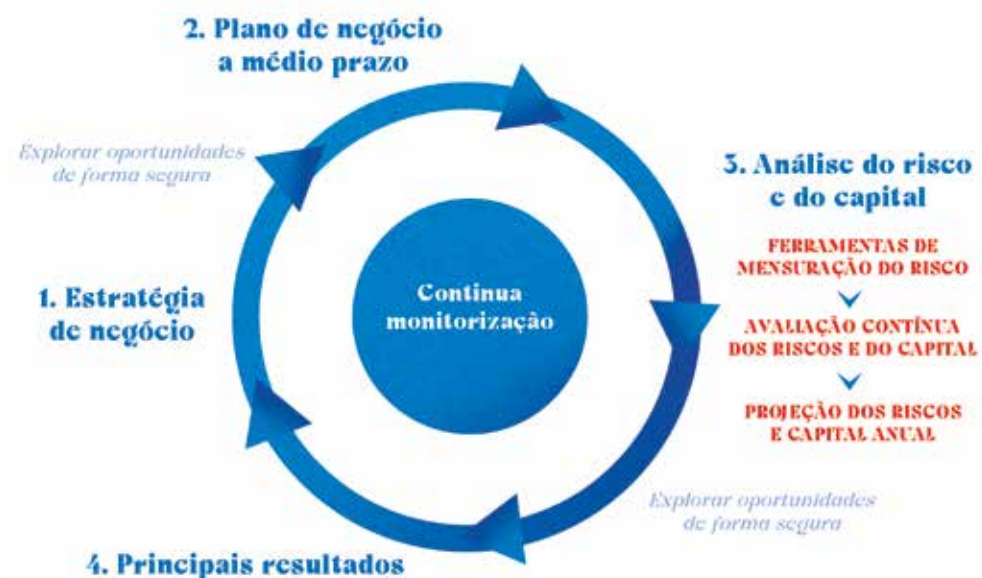 2. Plano de negócio
a médio prazo
Explorar oportunidades
de forma segura
3. Análise do risco
e do capital
FERRAMENTAS DE
MENSURAÇÃO DO RISCO
AVALIAÇÃO CONTÍNUA
DOS RISCOS E DO CAPITAL
PROJEÇÃO DOS RISCOS
E CAPITAL ANUAL
1. Estratégia
de negócio
Continua
monitorização
Explorar oportunidades
de forma segura
4. Principais resultados